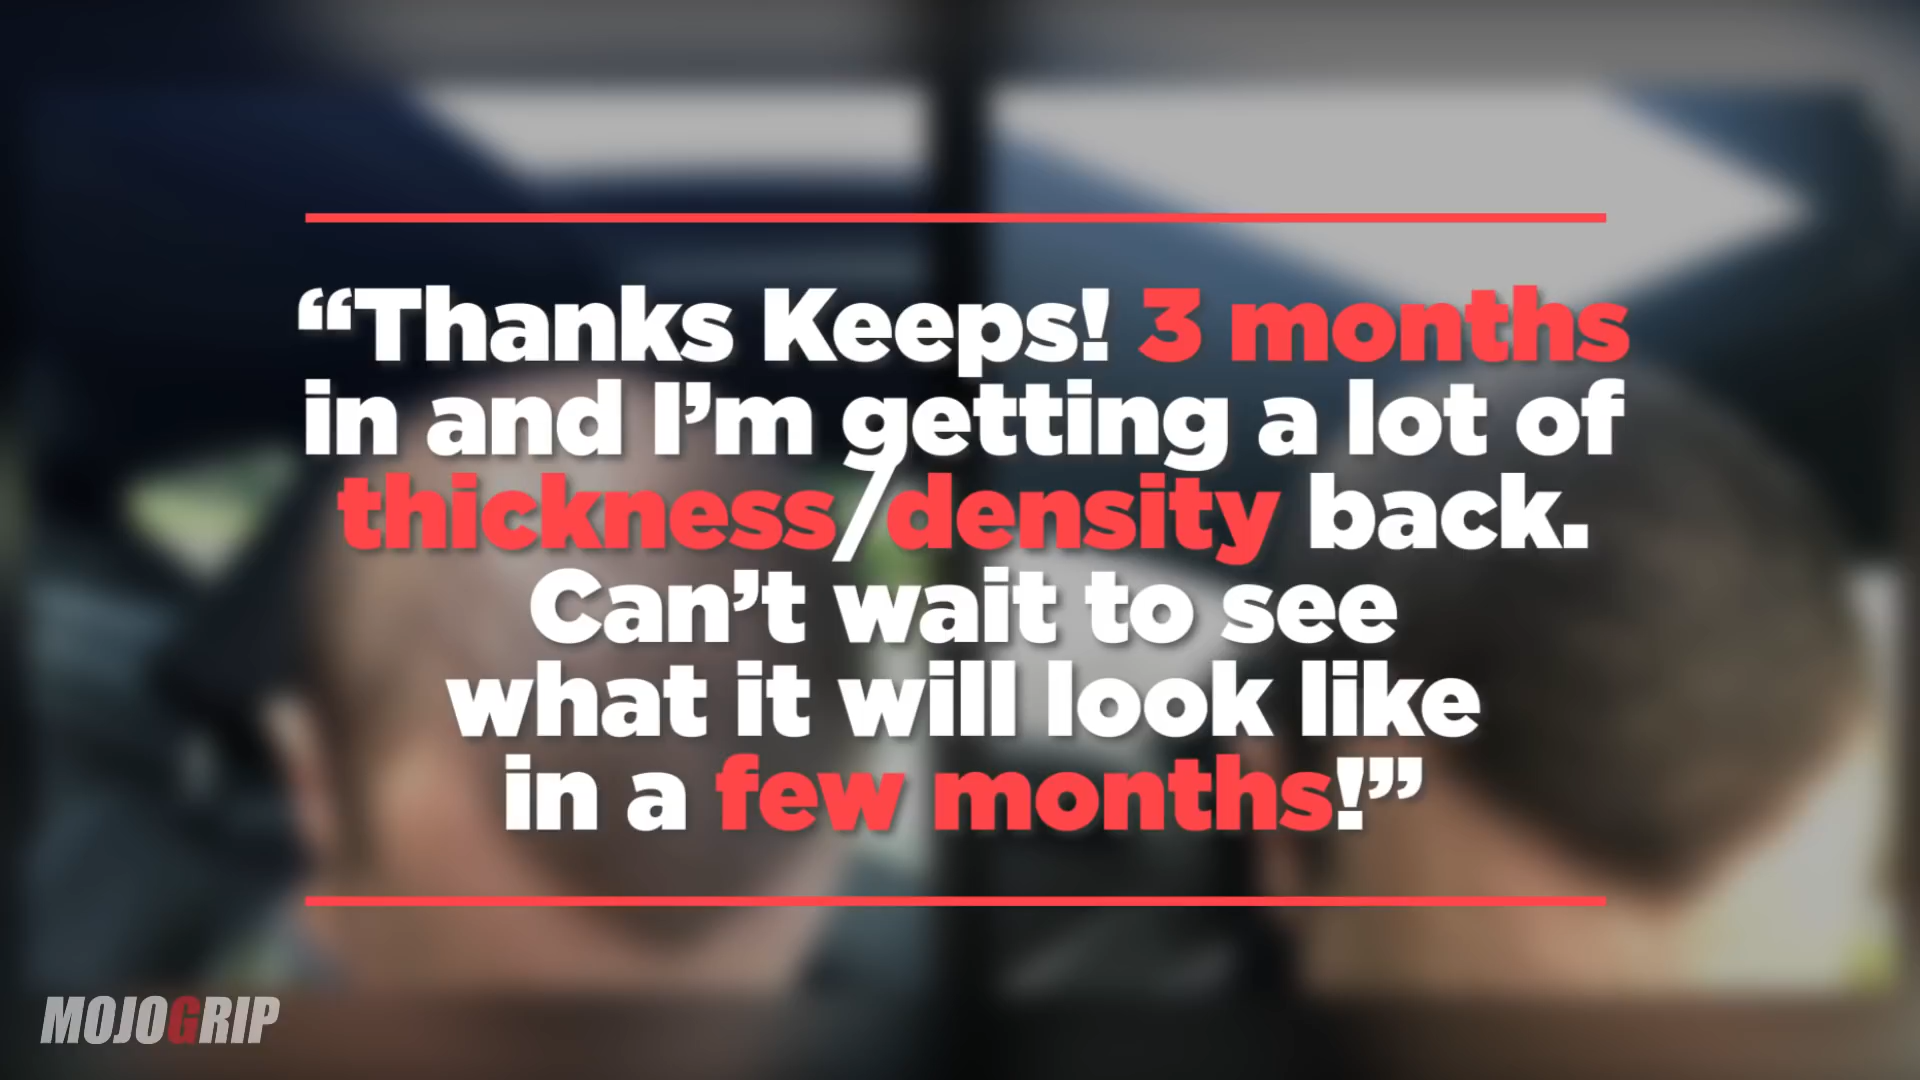 “Thanks Keeps! 3 months
in and I’m getting a lot of
thickness/density back.
Can’t wait to see
what it will look like
in a few months!”
MOJOGRIP